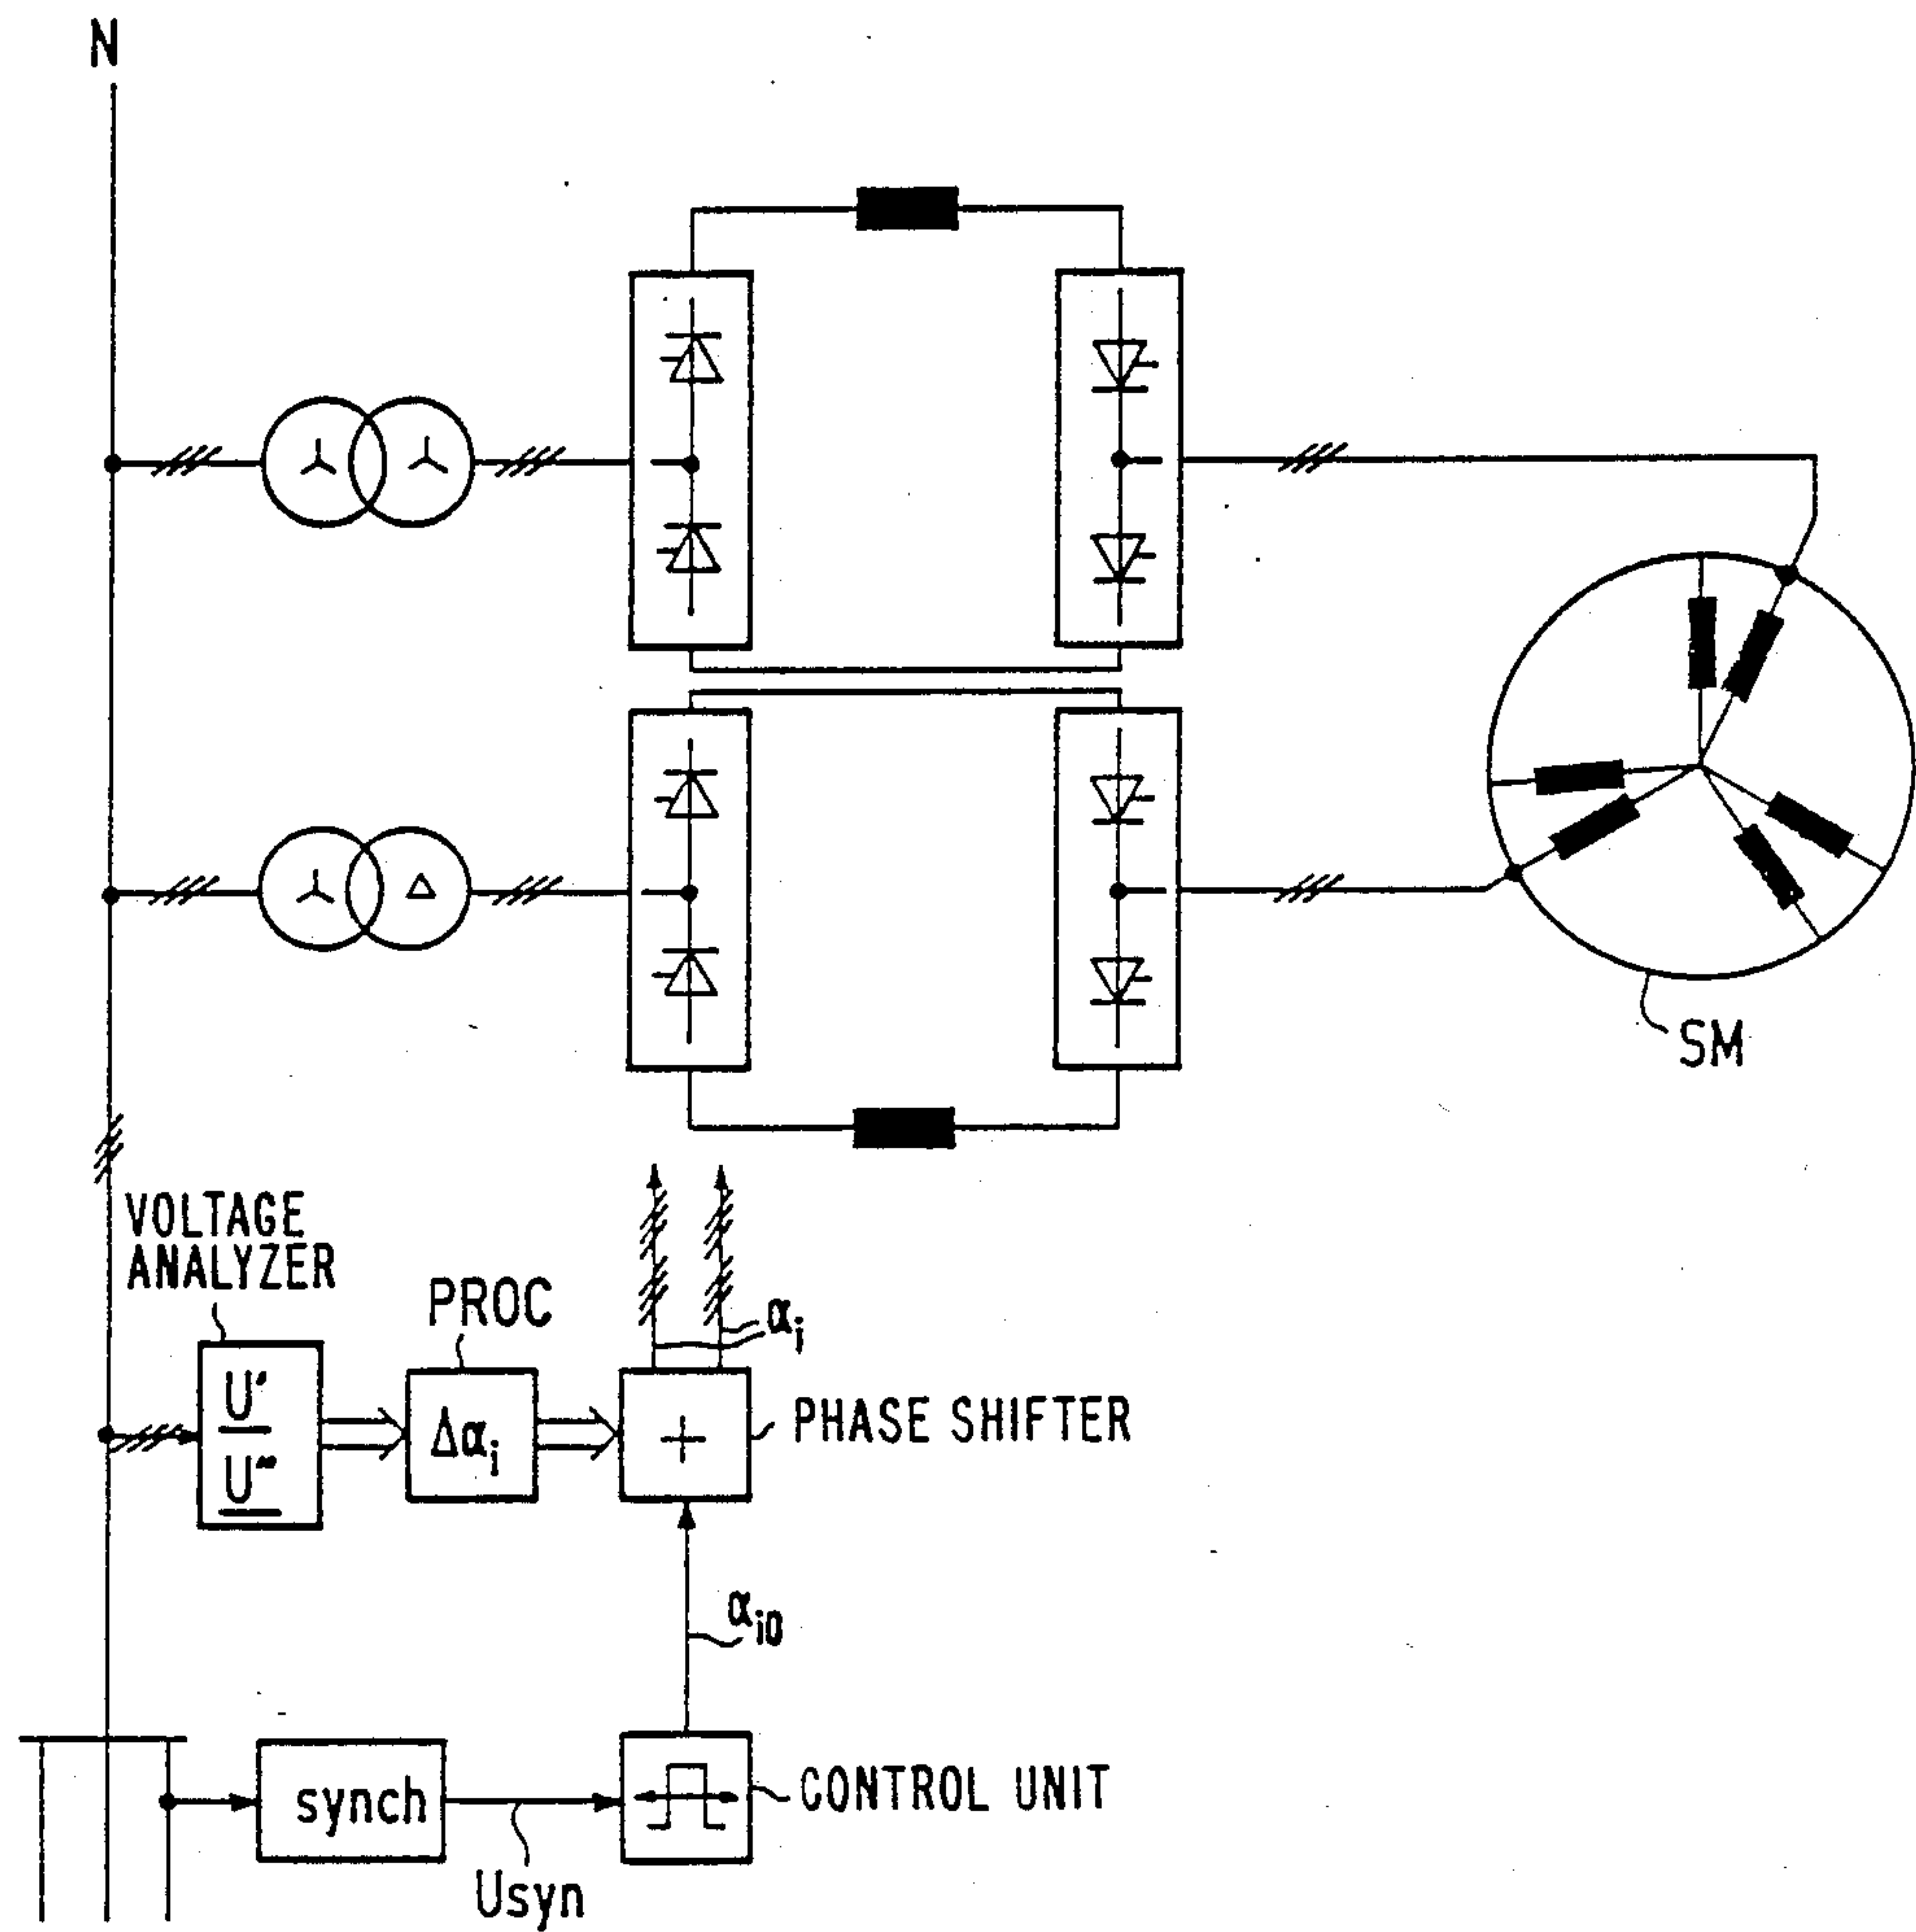 N
SM
VOLTAGE
ANALYZER
PROC
αi
U'
U"
Δαi
+
PHASE SHIFTER
αi0
synch
CONTROL UNIT
Usyn